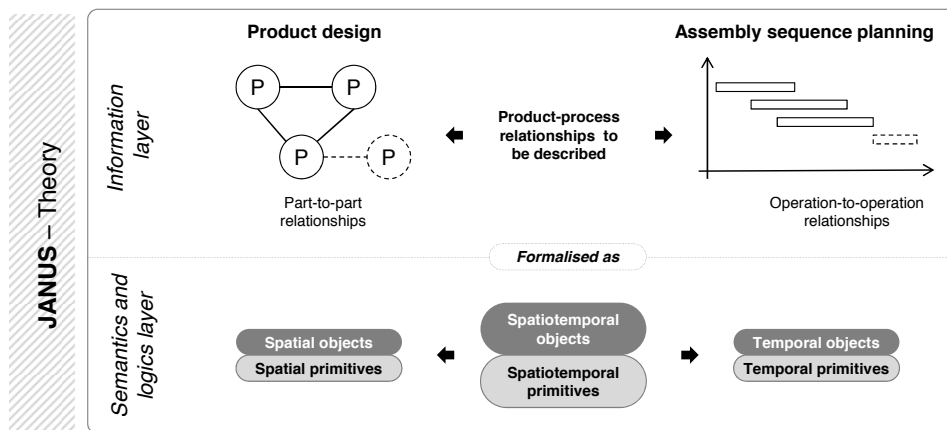 JANUS – Theory
Information
layer
Product design
Assembly sequence planning
P
P
P
P
Part-to-part
relationships
Product-process
relationships to
be described
Operation-to-operation
relationships
Formalised as
Semantics and
logics layer
Spatial objects
Spatial primitives
Spatiotemporal
objects
Spatiotemporal
primitives
Temporal objects
Temporal primitives